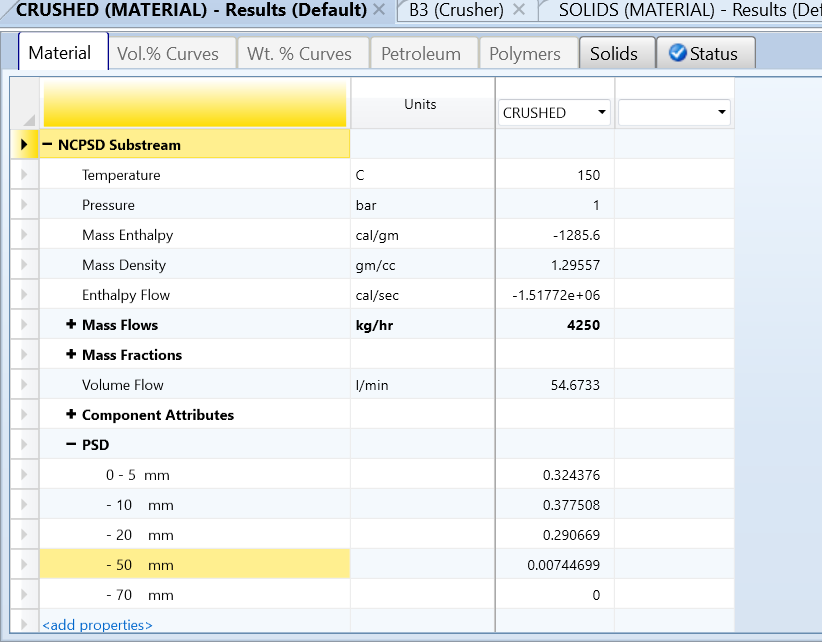 CRUSHED (MATERIAL) - Results (Default) × B3 (Crusher) × SOLIDS (MATERIAL) - Results (Def
Material Vol.% Curves Wt. % Curves Petroleum Polymers Solids Status
Units CRUSHED
− NCPSD Substream
Temperature C 150
Pressure bar 1
Mass Enthalpy cal/gm -1285.6
Mass Density gm/cc 1.29557
Enthalpy Flow cal/sec -1.51772e+06
+ Mass Flows kg/hr 4250
+ Mass Fractions
Volume Flow l/min 54.6733
+ Component Attributes
− PSD
0 - 5 mm 0.324376
- 10 mm 0.377508
- 20 mm 0.290669
- 50 mm 0.00744699
- 70 mm 0
<add properties>